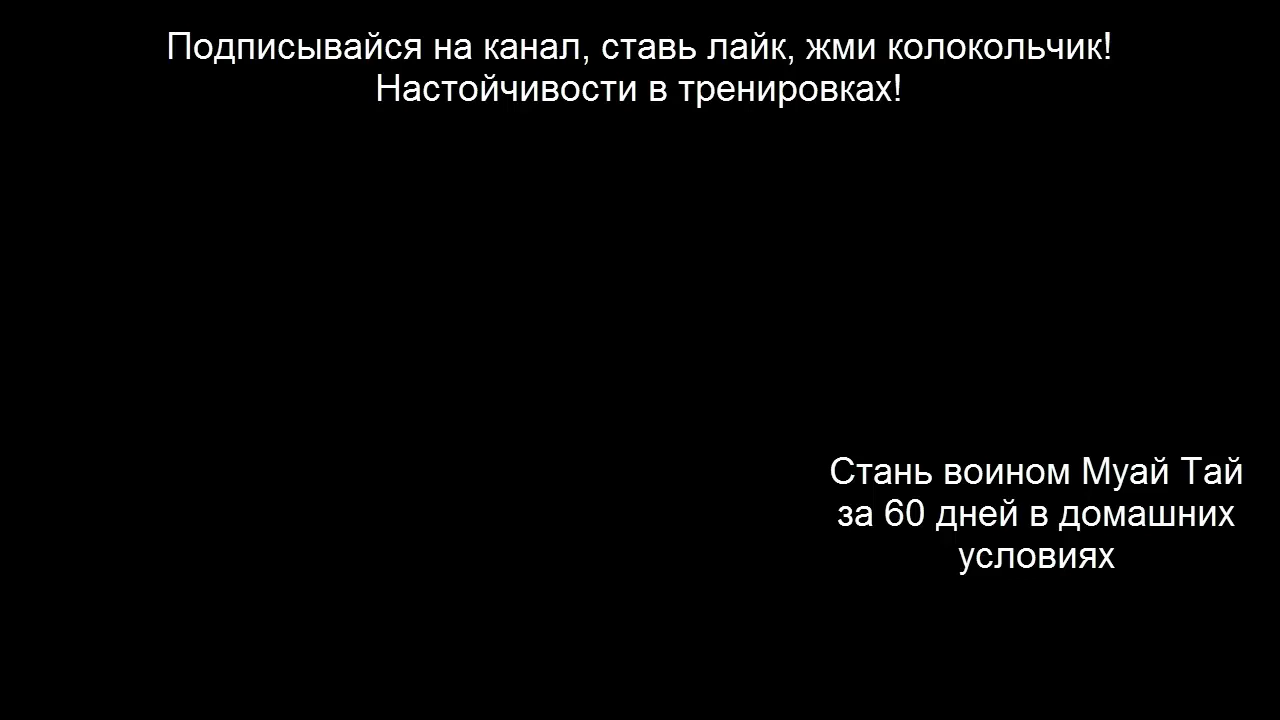 Подписывайся на канал, ставь лайк, жми колокольчик!
Настойчивости в тренировках!
Стань воином Муай Тай
за 60 дней в домашних
условиях